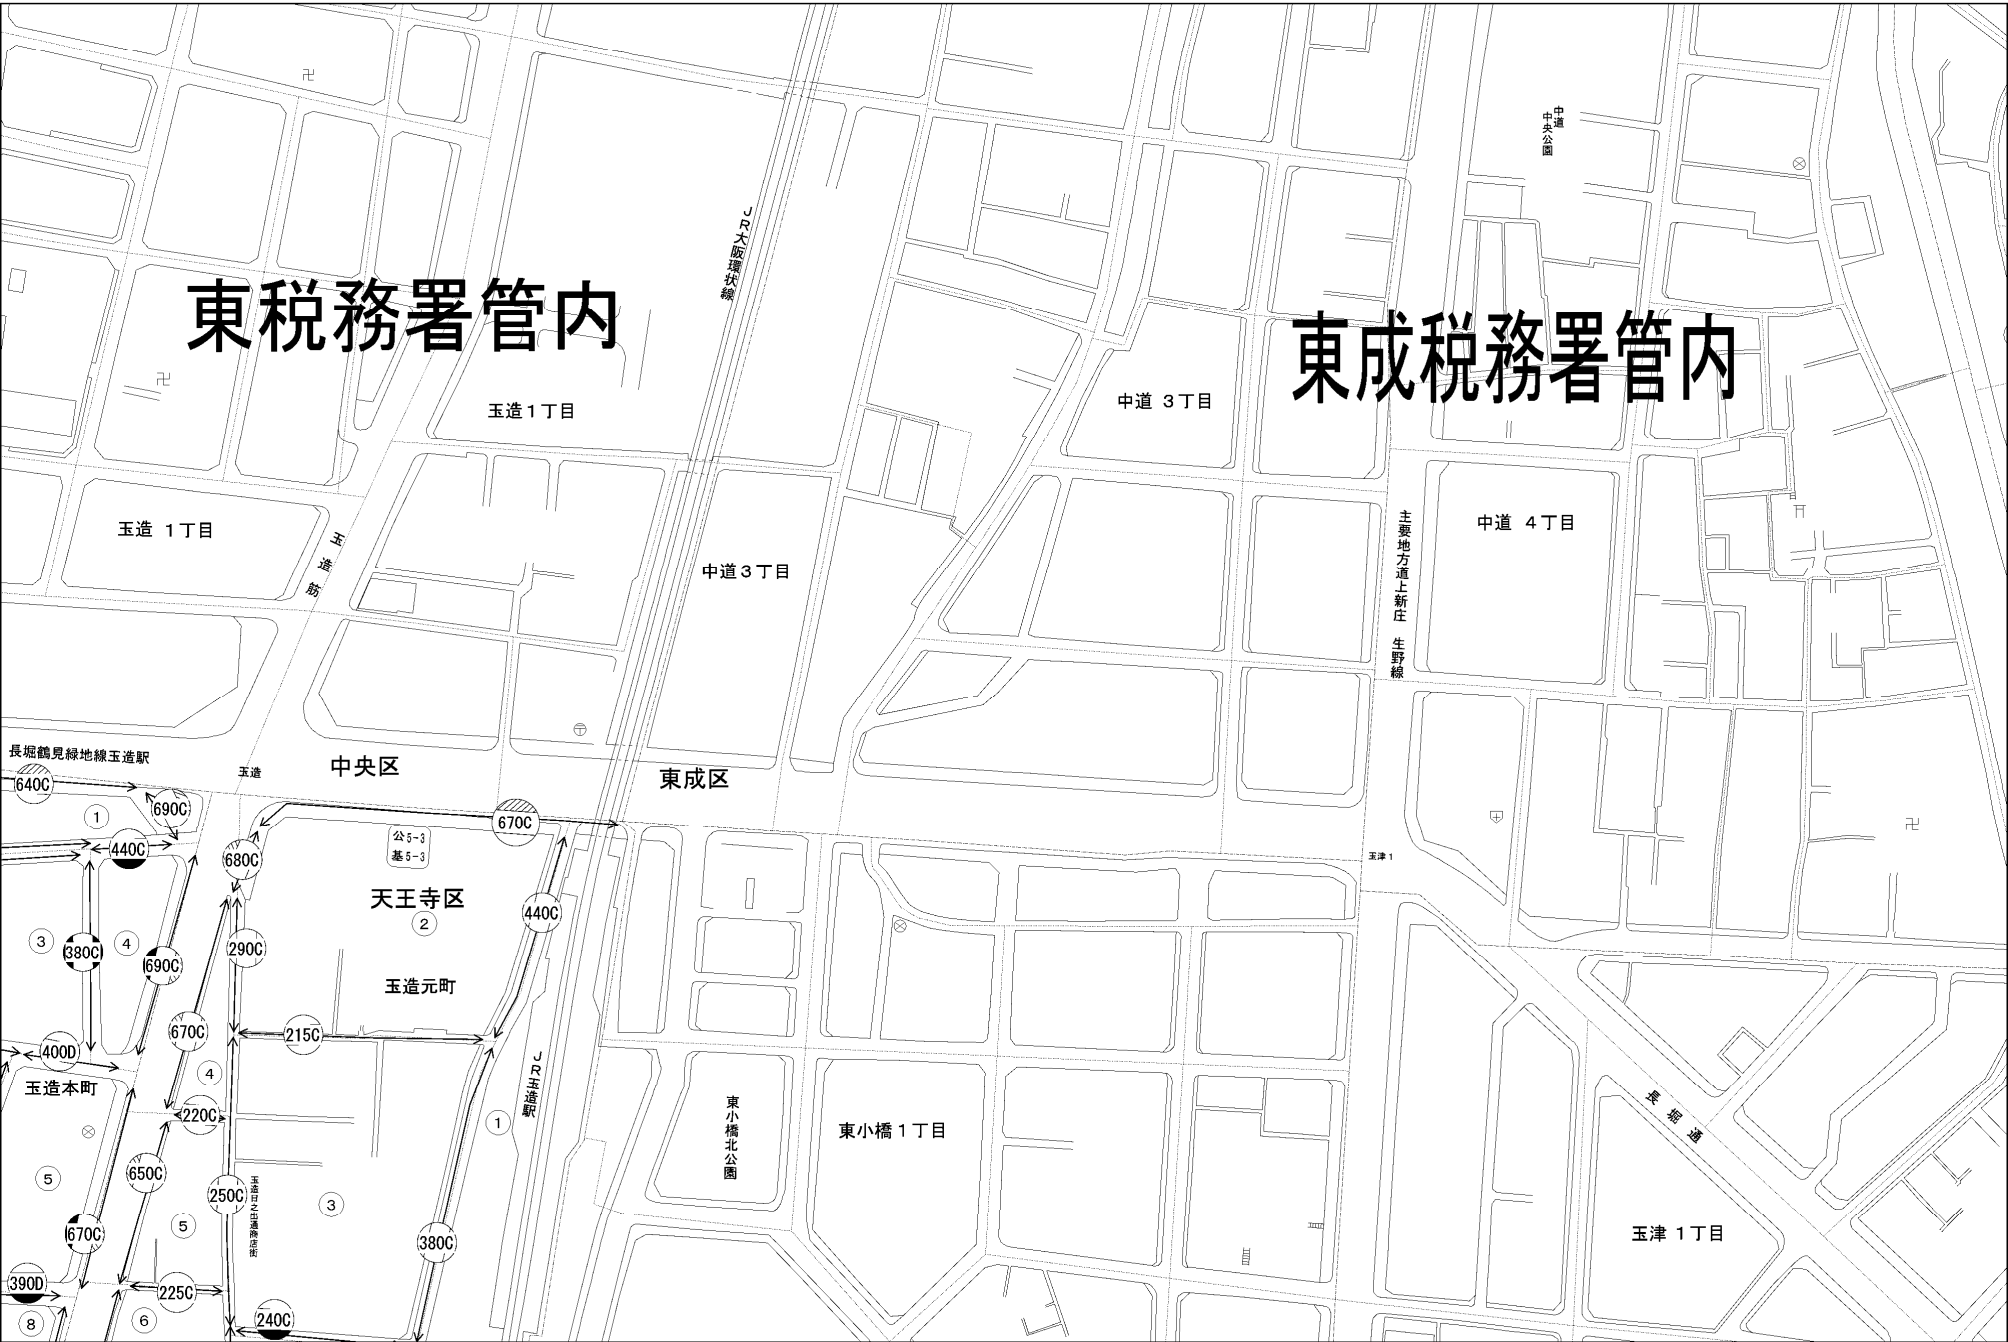 中道
中央公園
JR大阪環状線
東税務署管内
東成税務署管内
玉造1丁目
中道 3丁目
玉造 1丁目
玉造筋
中道3丁目
主要地方道上新庄 生野線
中道 4丁目
長堀鶴見緑地線玉造駅
玉造
中央区
東成区
640C
690C
①
440C
680C
670C
公5-3
基5-3
玉津1
天王寺区
②
440C
③
380C
④
690C
290C
玉造元町
670C
215C
400D
玉造本町
④
220C
①
JR玉造駅
東小橋北公園
東小橋1丁目
長堀通
⑤
650C
250C
玉造日之出通商店街
③
⑤
670C
380C
玉津 1丁目
390D
225C
⑧
⑥
240C